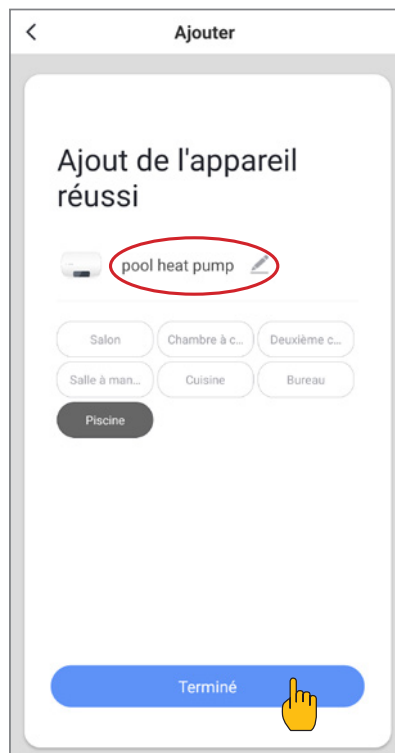 Ajouter
Ajout de l'appareil
réussi
pool heat pump
Salon
Chambre à c...
Deuxième c...
Salle à man...
Cuisine
Bureau
Piscine
Terminé